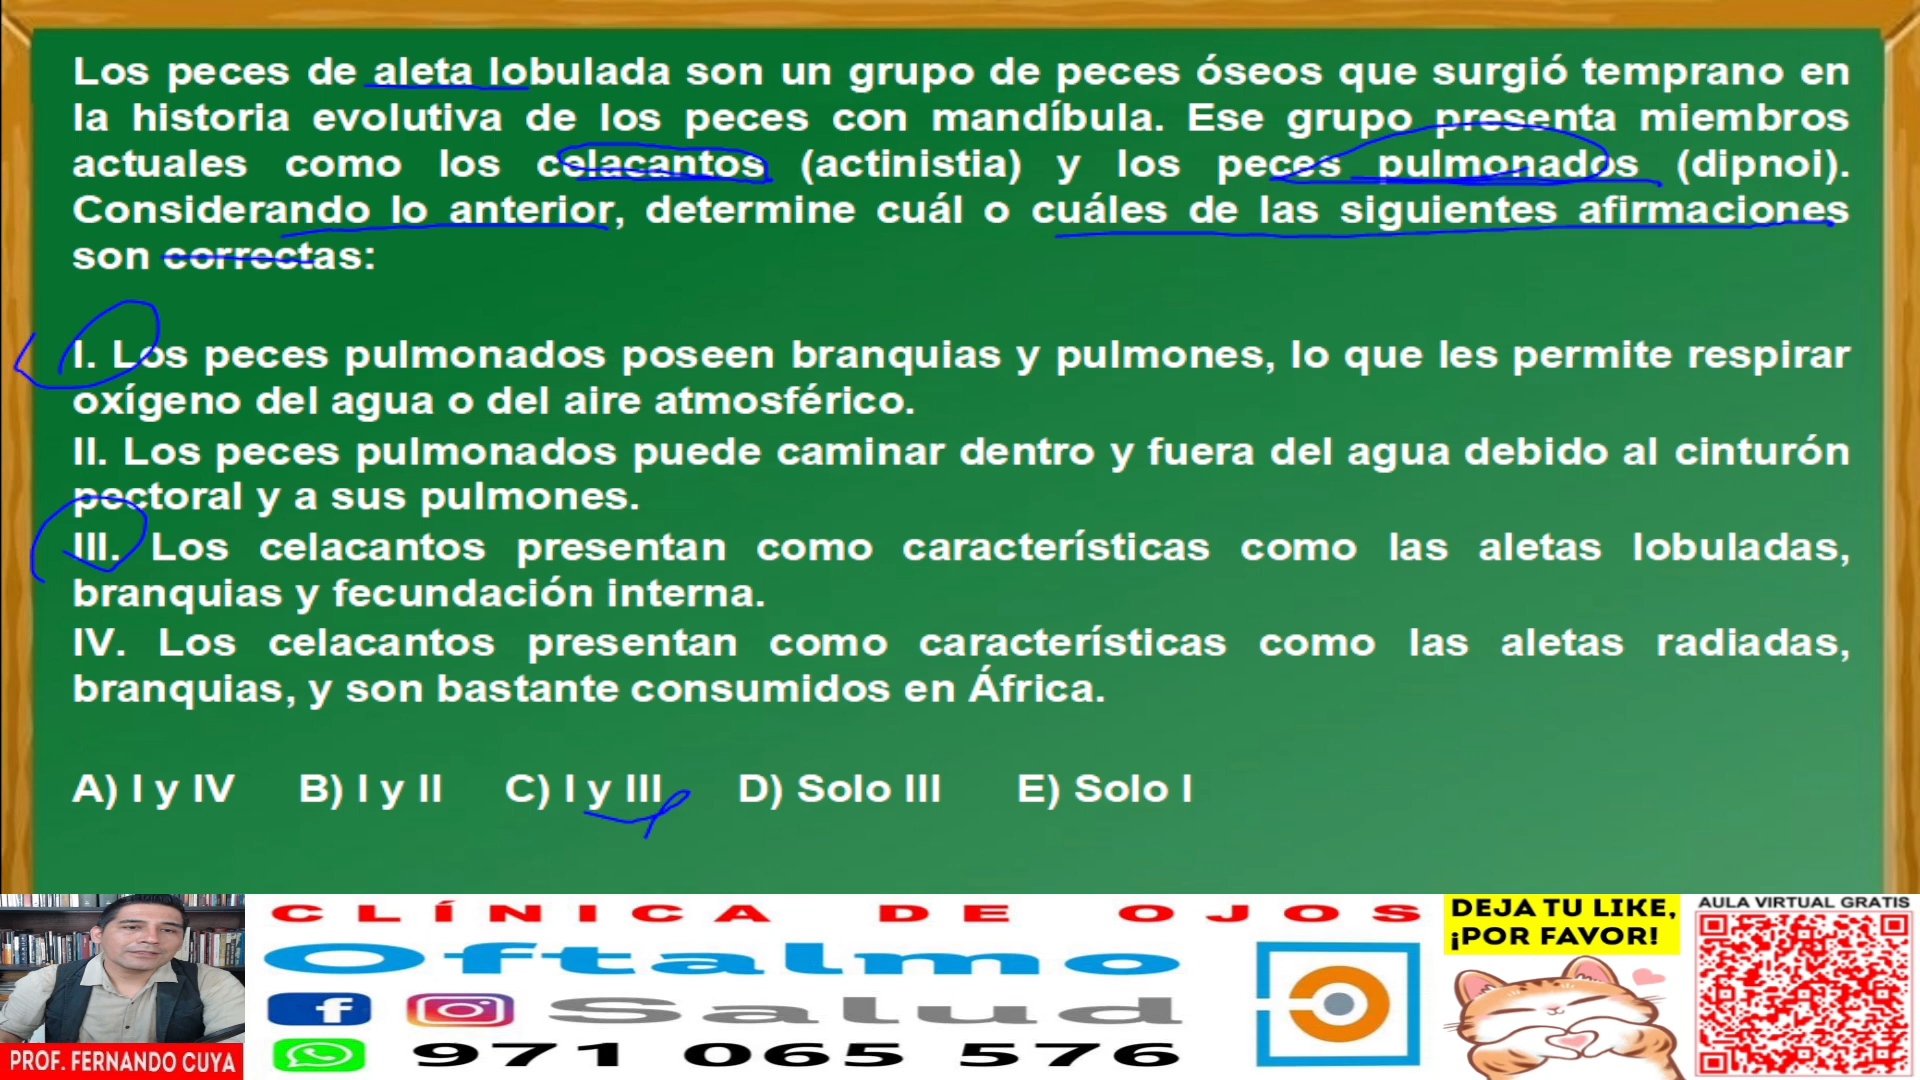 Los peces de aleta lobulada son un grupo de peces óseos que surgió temprano en
la historia evolutiva de los peces con mandíbula. Ese grupo presenta miembros
actuales como los celacantos (actinistia) y los peces pulmonados (dipnoi).
Considerando lo anterior, determine cuál o cuáles de las siguientes afirmaciones
son correctas:
I. Los peces pulmonados poseen branquias y pulmones, lo que les permite respirar
oxígeno del agua o del aire atmosférico.
II. Los peces pulmonados puede caminar dentro y fuera del agua debido al cinturón
pectoral y a sus pulmones.
III. Los celacantos presentan como características como las aletas lobuladas,
branquias y fecundación interna.
IV. Los celacantos presentan como características como las aletas radiadas,
branquias, y son bastante consumidos en África.
A) I y IV B) I y II C) I y III D) Solo III E) Solo I
PROF. FERNANDO CUYA
CLÍNICA DE OJOS
Oftalmo
Salud
971 065 576
DEJA TU LIKE,
¡POR FAVOR!
AULA VIRTUAL GRATIS